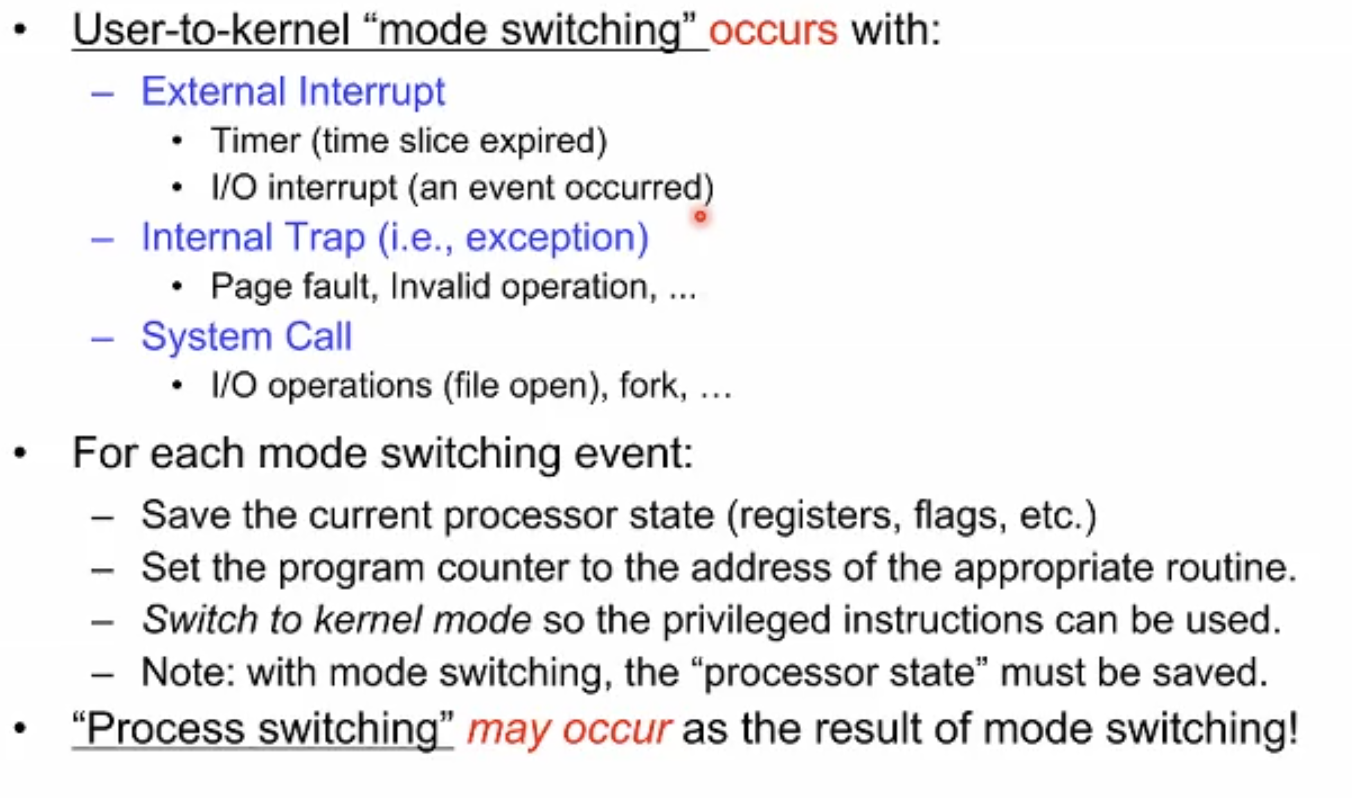 • User-to-kernel “mode switching” occurs with:
– External Interrupt
• Timer (time slice expired)
• I/O interrupt (an event occurred)
– Internal Trap (i.e., exception)
• Page fault, Invalid operation, ...
– System Call
• I/O operations (file open), fork, …
• For each mode switching event:
– Save the current processor state (registers, flags, etc.)
– Set the program counter to the address of the appropriate routine.
– Switch to kernel mode so the privileged instructions can be used.
– Note: with mode switching, the “processor state” must be saved.
• “Process switching” may occur as the result of mode switching!